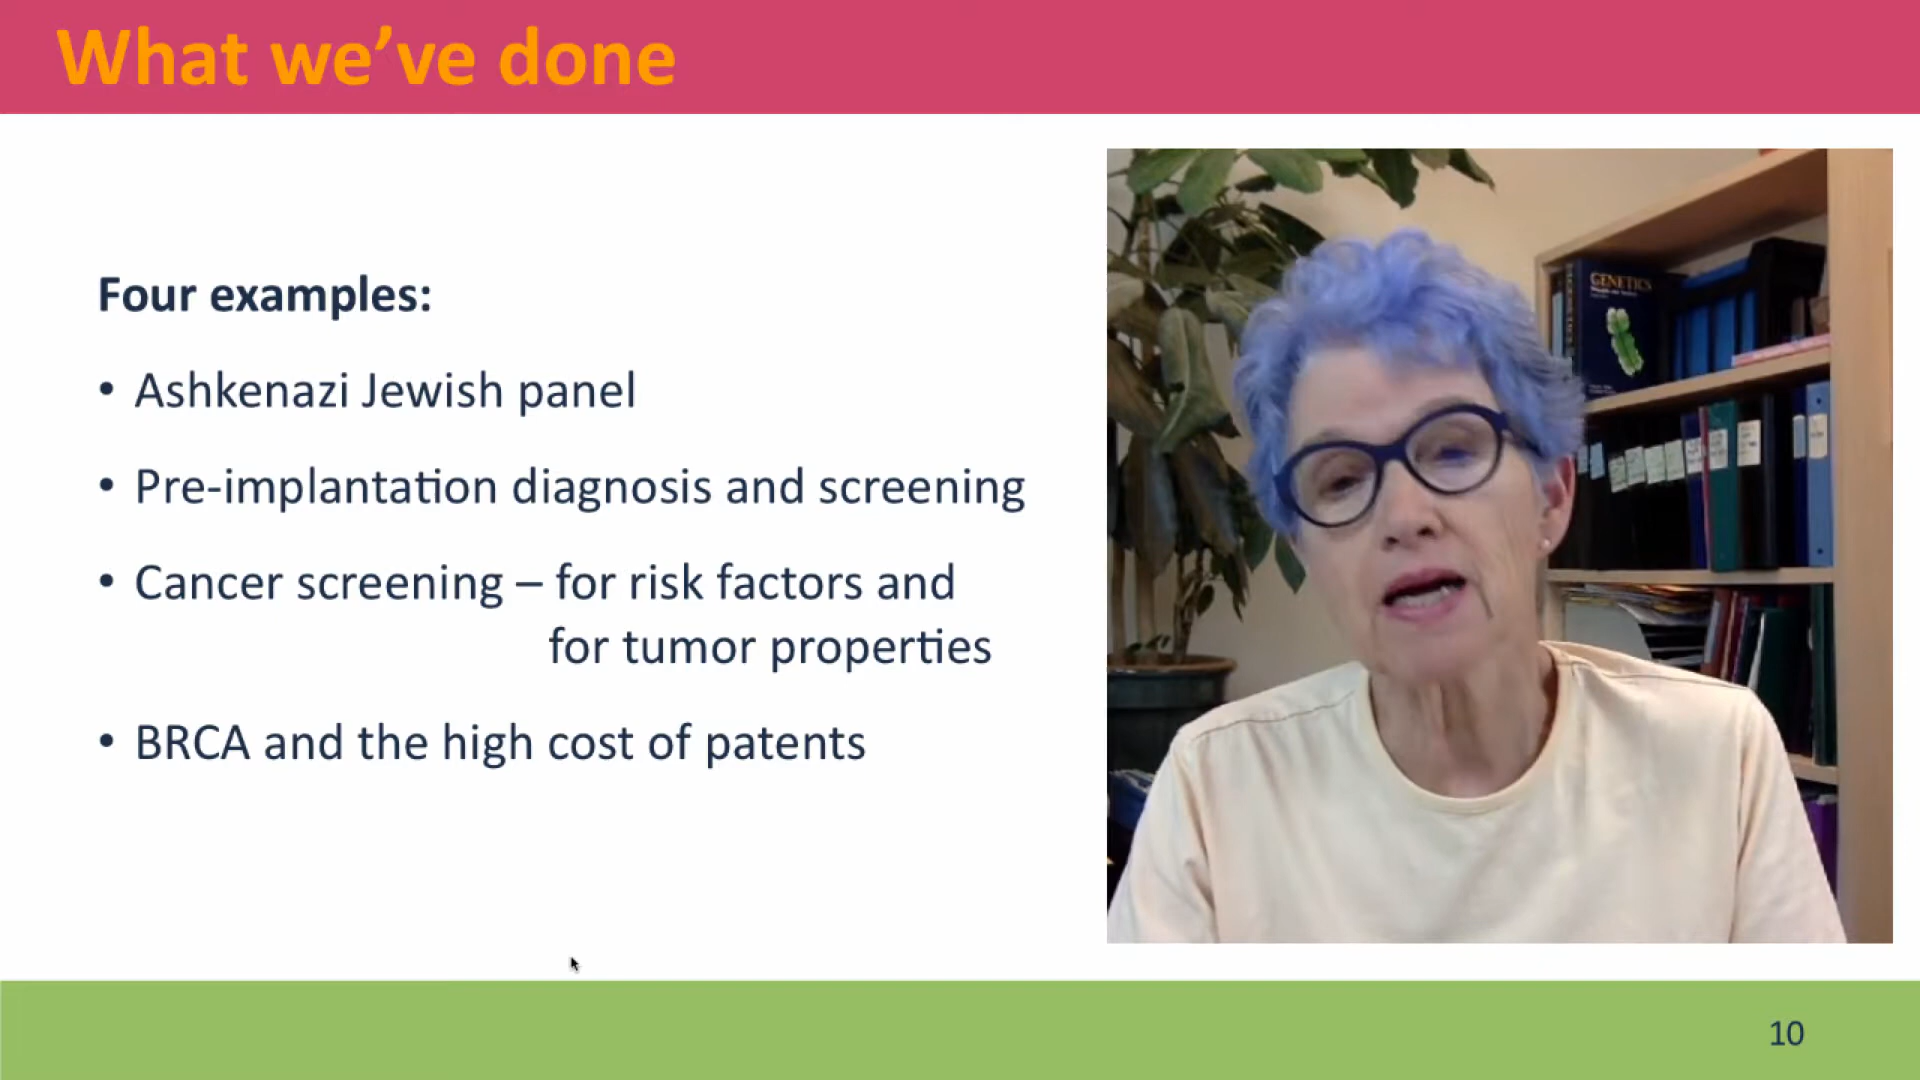 What we've done
Four examples:
• Ashkenazi Jewish panel
• Pre-implantation diagnosis and screening
• Cancer screening – for risk factors and
for tumor properties
• BRCA and the high cost of patents
GENETICS
10